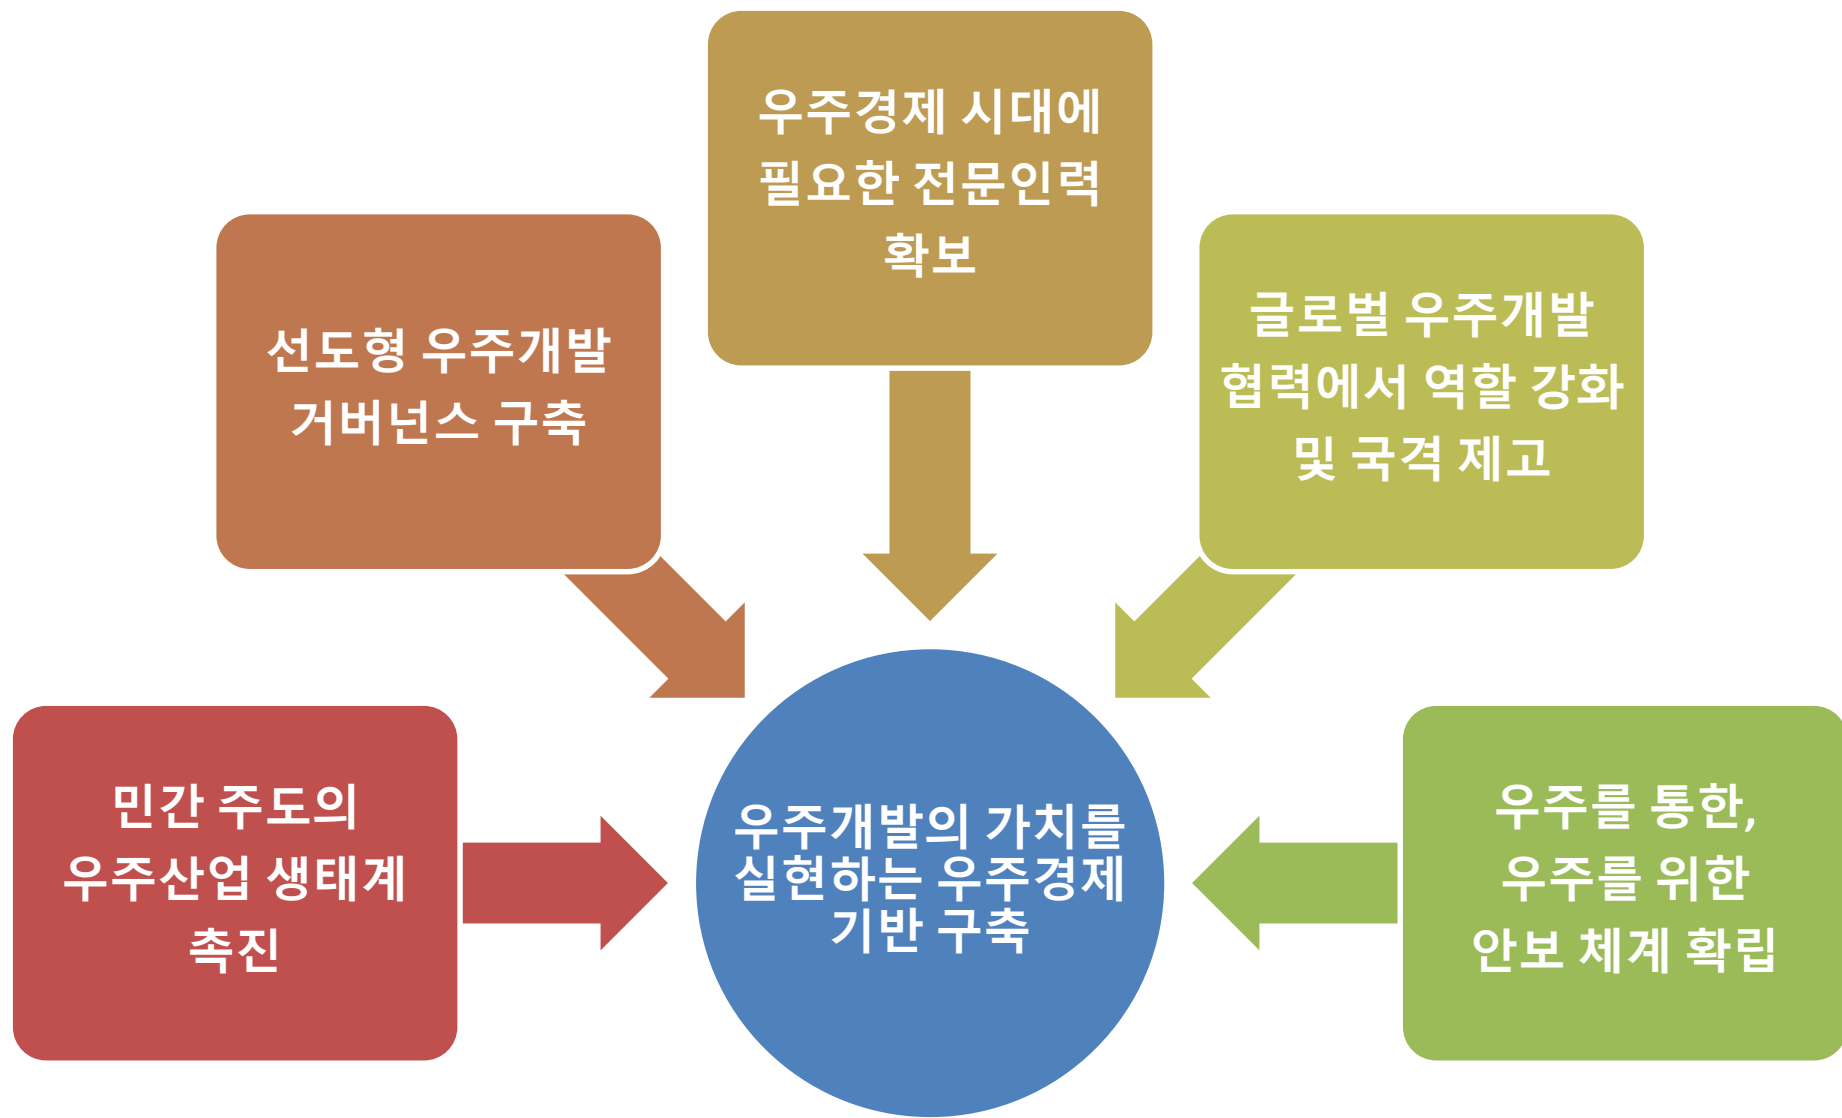 우주경제 시대에
필요한 전문인력
확보
선도형 우주개발
거버넌스 구축
글로벌 우주개발
협력에서 역할 강화
및 국격 제고
민간 주도의
우주산업 생태계
촉진
우주개발의 가치를
실현하는 우주경제
기반 구축
우주를 통한,
우주를 위한
안보 체계 확립